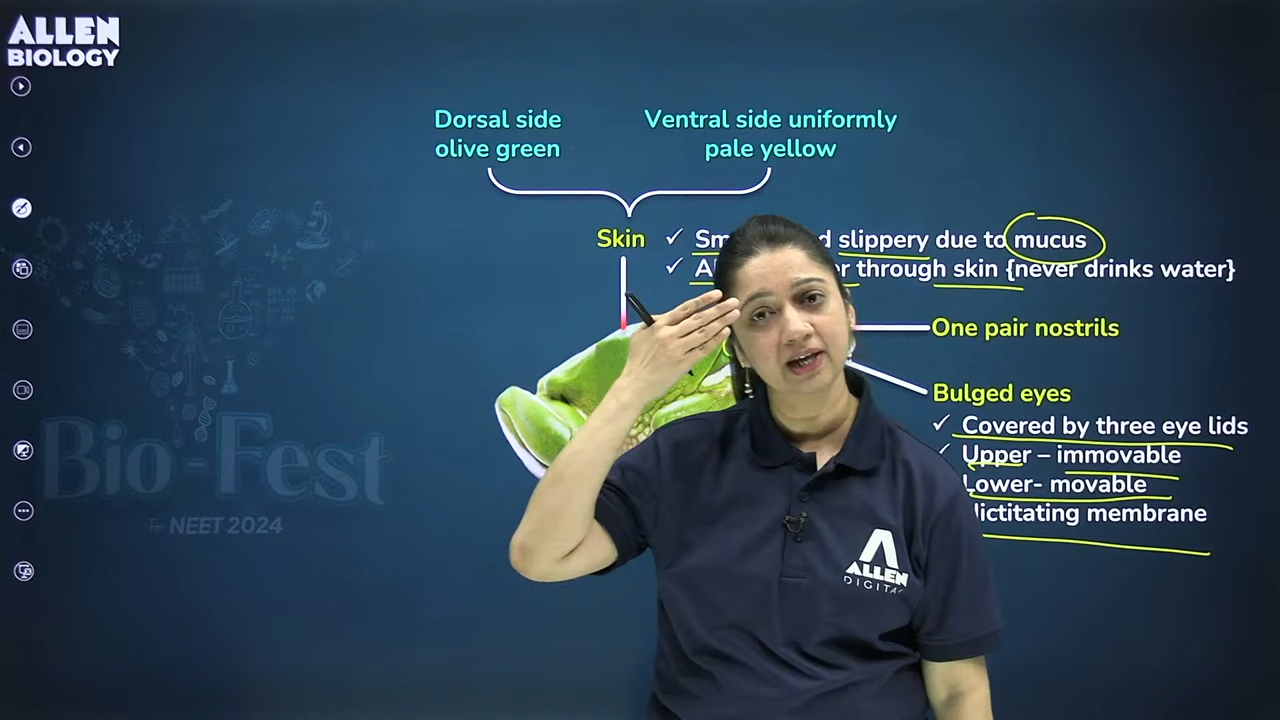 ALLEN
BIOLOGY
Dorsal side
olive green
Ventral side uniformly
pale yellow
Skin
✓ slippery due to mucus
✓ through skin {never drinks water}
One pair nostrils
Bulged eyes
✓ Covered by three eye lids
✓ Upper – immovable
Lower- movable
membrane
Bio-Fest
NEET 2024
ALLEN
DIGITAL